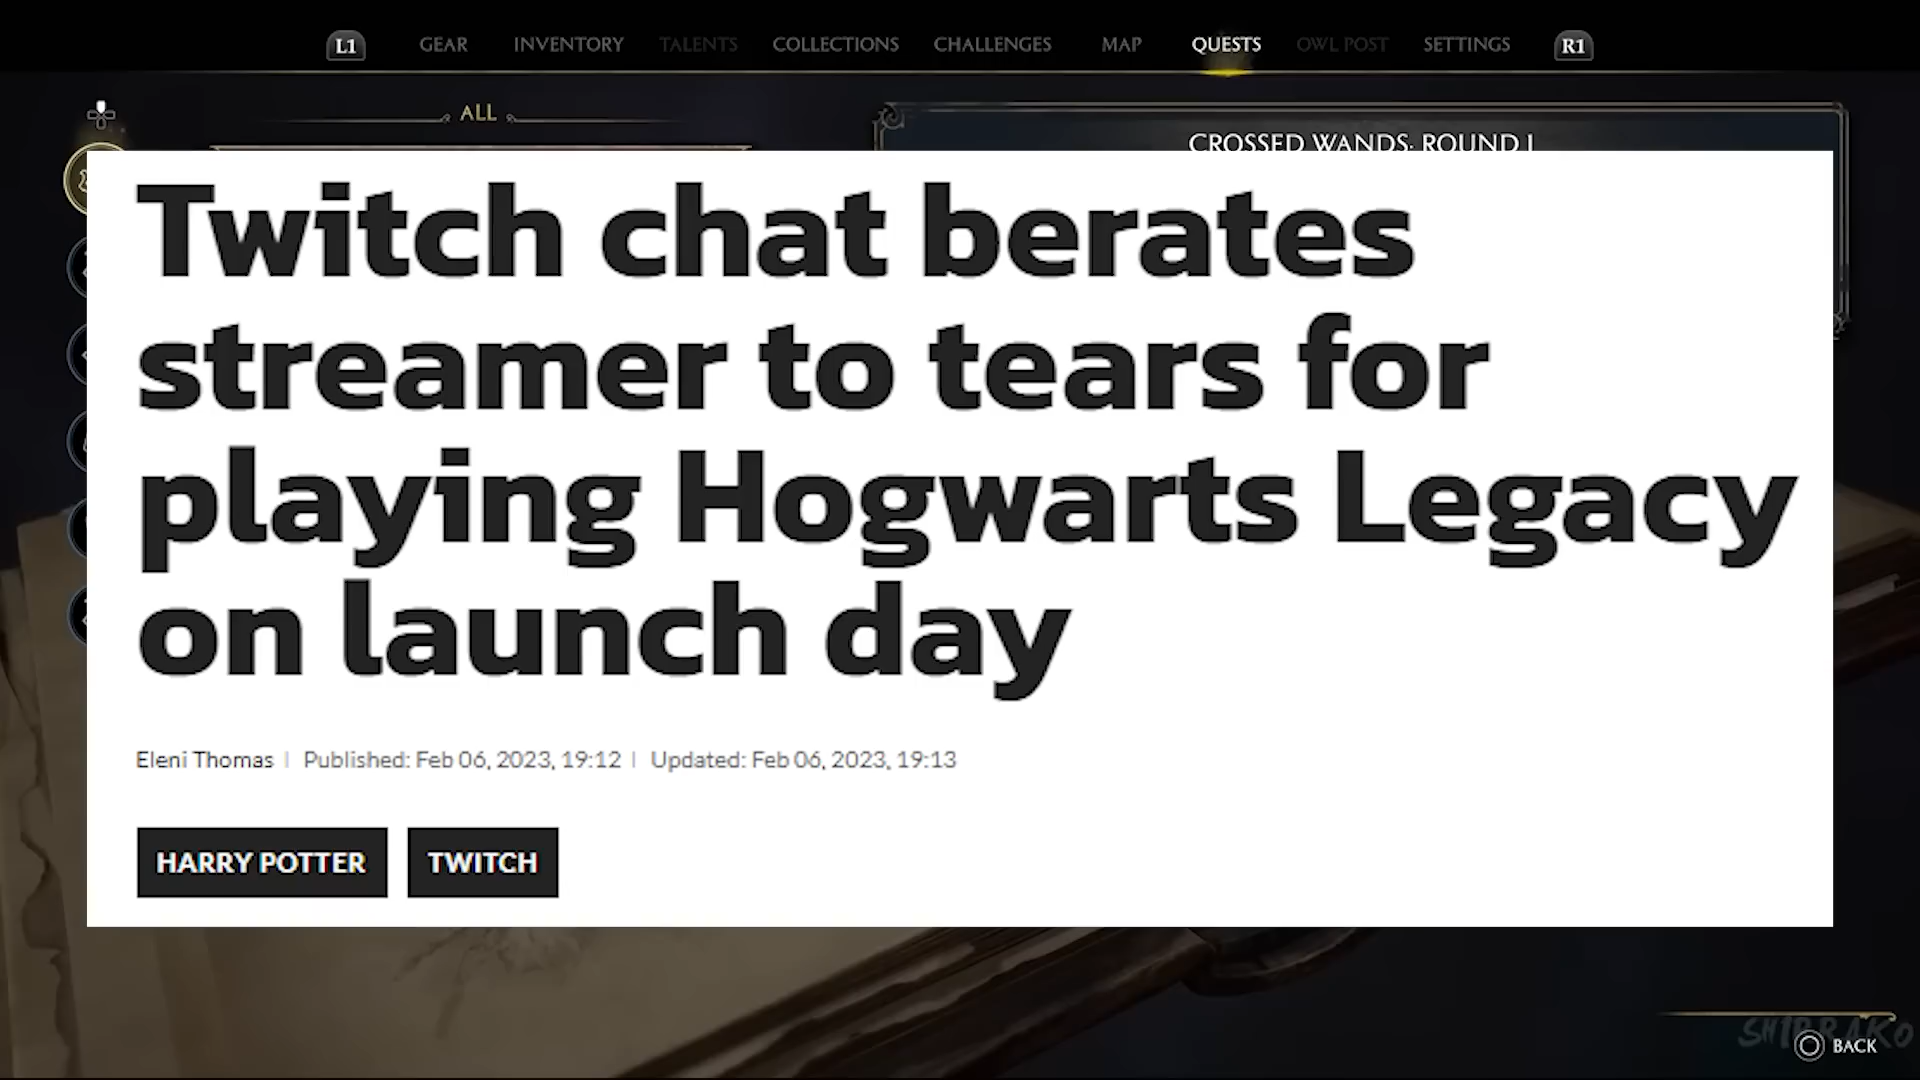 L1 GEAR INVENTORY TALENTS COLLECTIONS CHALLENGES MAP QUESTS OWL POST SETTINGS R1
ALL
CROSSED WANDS: ROUND 1
Twitch chat berates
streamer to tears for
playing Hogwarts Legacy
on launch day
Eleni Thomas | Published: Feb 06, 2023, 19:12 | Updated: Feb 06, 2023, 19:13
HARRY POTTER TWITCH
SHIRRAKO
BACK